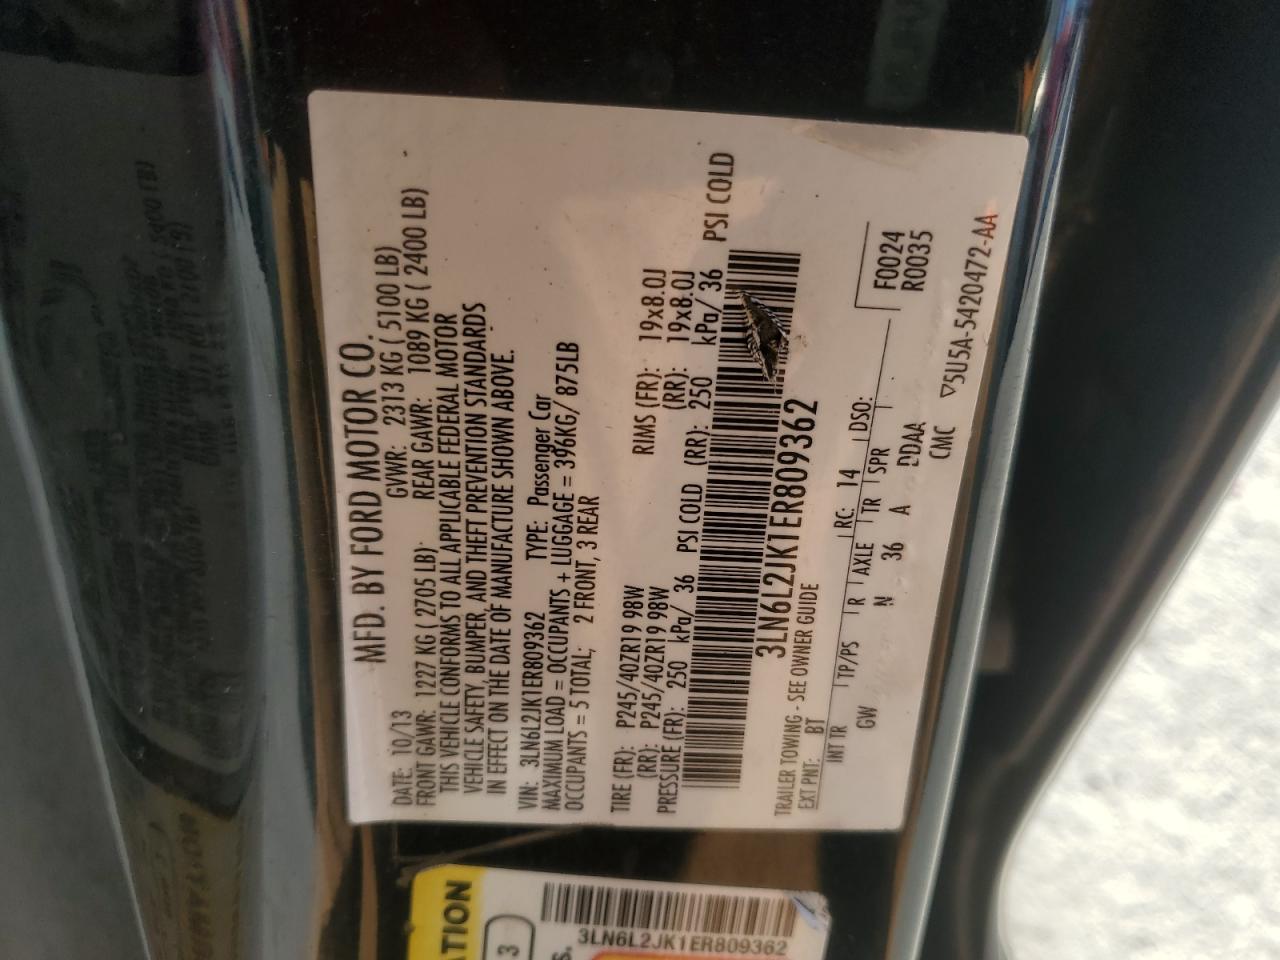 MFD. BY FORD MOTOR CO.
DATE: 10/13 GVWR: 2313 KG ( 5100 LB)
FRONT GAWR: 1227 KG ( 2705 LB) REAR GAWR: 1089 KG ( 2400 LB)
THIS VEHICLE CONFORMS TO ALL APPLICABLE FEDERAL MOTOR
VEHICLE SAFETY, BUMPER, AND THEFT PREVENTION STANDARDS
IN EFFECT ON THE DATE OF MANUFACTURE SHOWN ABOVE.
VIN: 3LN6L2JK1ER809362 TYPE: Passenger Car
MAXIMUM LOAD = OCCUPANTS + LUGGAGE = 396KG/ 875LB
OCCUPANTS = 5 TOTAL; 2 FRONT, 3 REAR
TIRE (FR): P245/40ZR19 98W RIMS (FR): 19x8.0J
(RR): P245/40ZR19 98W (RR): 19x8.0J
PRESSURE (FR): 250 kPa/ 36 PSI COLD (RR): 250 kPa/ 36 PSI COLD
3LN6L2JK1ER809362
TRAILER TOWING - SEE OWNER GUIDE
EXT PNT: BT RC: 14 DSO:
INT TR TP/PS R AXLE TR SPR
GW N 36 A DDAA
F0024
R0035
CMC ▽5U5A-5420472-AA
ATION
3
3LN6L2JK1ER809362